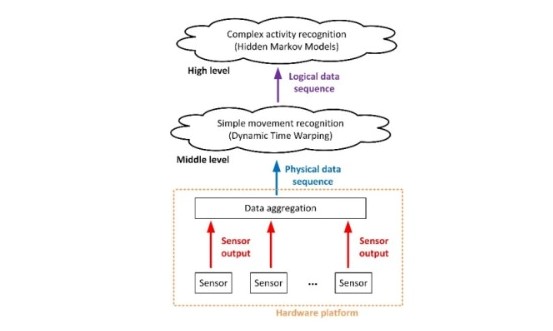 Complex activity recognition
(Hidden Markov Models)
High level
Logical data
sequence
Simple movement recognition
(Dynamic Time Warping)
Middle level
Physical data
sequence
Data aggregation
Sensor
output
Sensor
output
Sensor
Sensor
...
Sensor
Hardware platform